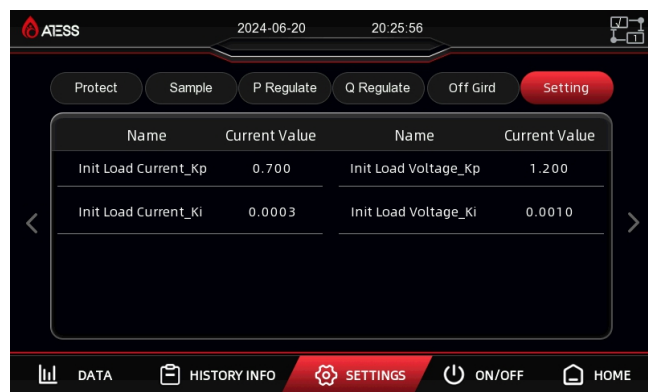 ATESS 2024-06-20 20:25:56
1
Protect Sample P Regulate Q Regulate Off Gird Setting
Name Current Value Name Current Value
Init Load Current_Kp 0.700 Init Load Voltage_Kp 1.200
Init Load Current_Ki 0.0003 Init Load Voltage_Ki 0.0010
DATA HISTORY INFO SETTINGS ON/OFF HOME